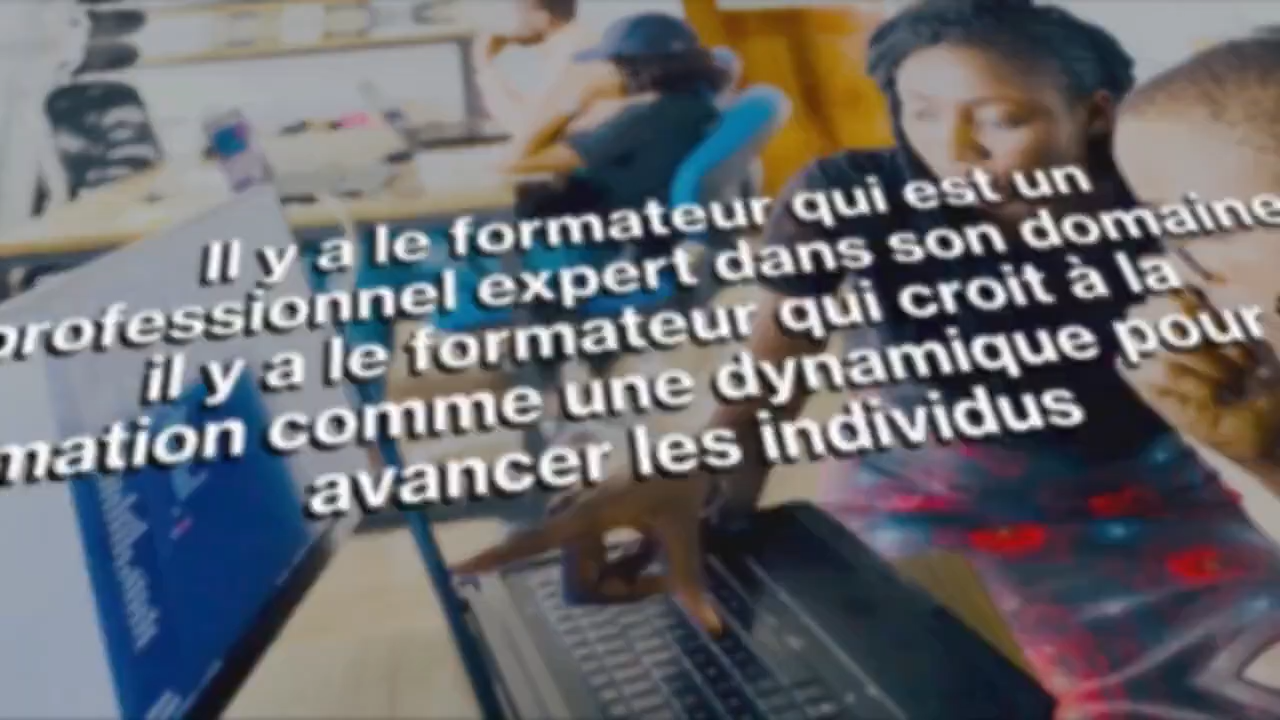 Il y a le formateur qui est un
professionnel expert dans son domaine
il y a le formateur qui croit à la
mation comme une dynamique pour
avancer les individus